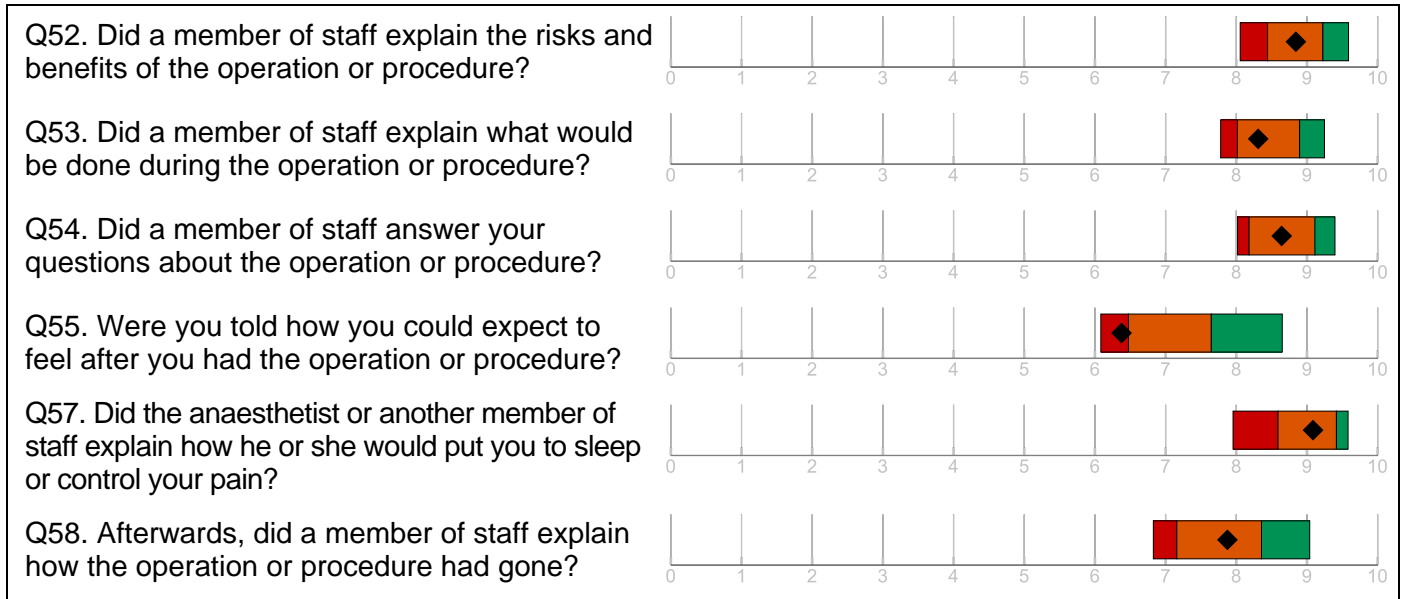 Q52. Did a member of staff explain the risks and
benefits of the operation or procedure?
0 1 2 3 4 5 6 7 8 9 10
Q53. Did a member of staff explain what would
be done during the operation or procedure?
0 1 2 3 4 5 6 7 8 9 10
Q54. Did a member of staff answer your
questions about the operation or procedure?
0 1 2 3 4 5 6 7 8 9 10
Q55. Were you told how you could expect to
feel after you had the operation or procedure?
0 1 2 3 4 5 6 7 8 9 10
Q57. Did the anaesthetist or another member of
staff explain how he or she would put you to sleep
or control your pain?
0 1 2 3 4 5 6 7 8 9 10
Q58. Afterwards, did a member of staff explain
how the operation or procedure had gone?
0 1 2 3 4 5 6 7 8 9 10